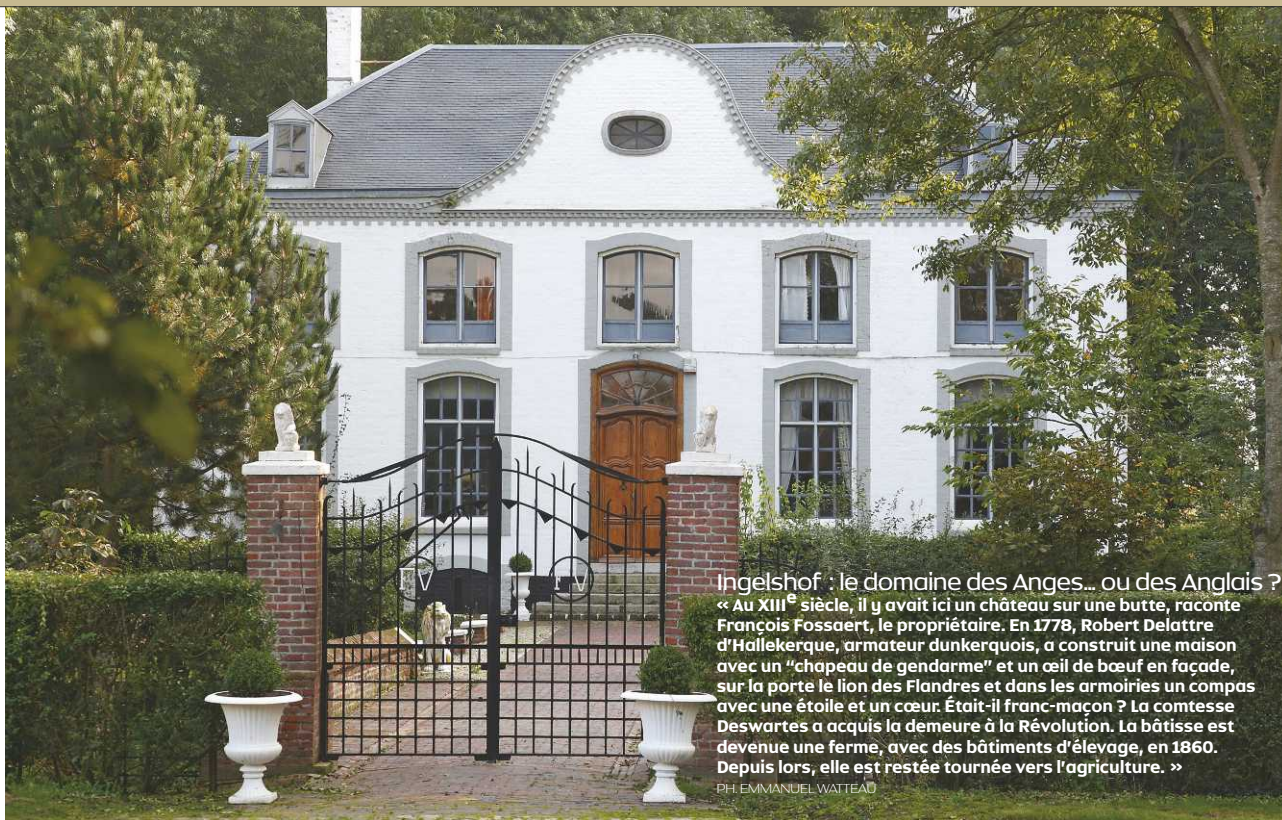 Ingelshof : le domaine des Anges... ou des Anglais ?
« Au XIIIe siècle, il y avait ici un château sur une butte, raconte
François Fossaert, le propriétaire. En 1778, Robert Delattre
d'Hallekerque, armateur dunkerquois, a construit une maison
avec un “chapeau de gendarme” et un œil de bœuf en façade,
sur la porte le lion des Flandres et dans les armoiries un compas
avec une étoile et un cœur. Était-il franc-maçon ? La comtesse
Deswartes a acquis la demeure à la Révolution. La bâtisse est
devenue une ferme, avec des bâtiments d'élevage, en 1860.
Depuis lors, elle est restée tournée vers l'agriculture. »
PH. EMMANUEL WATTEAU